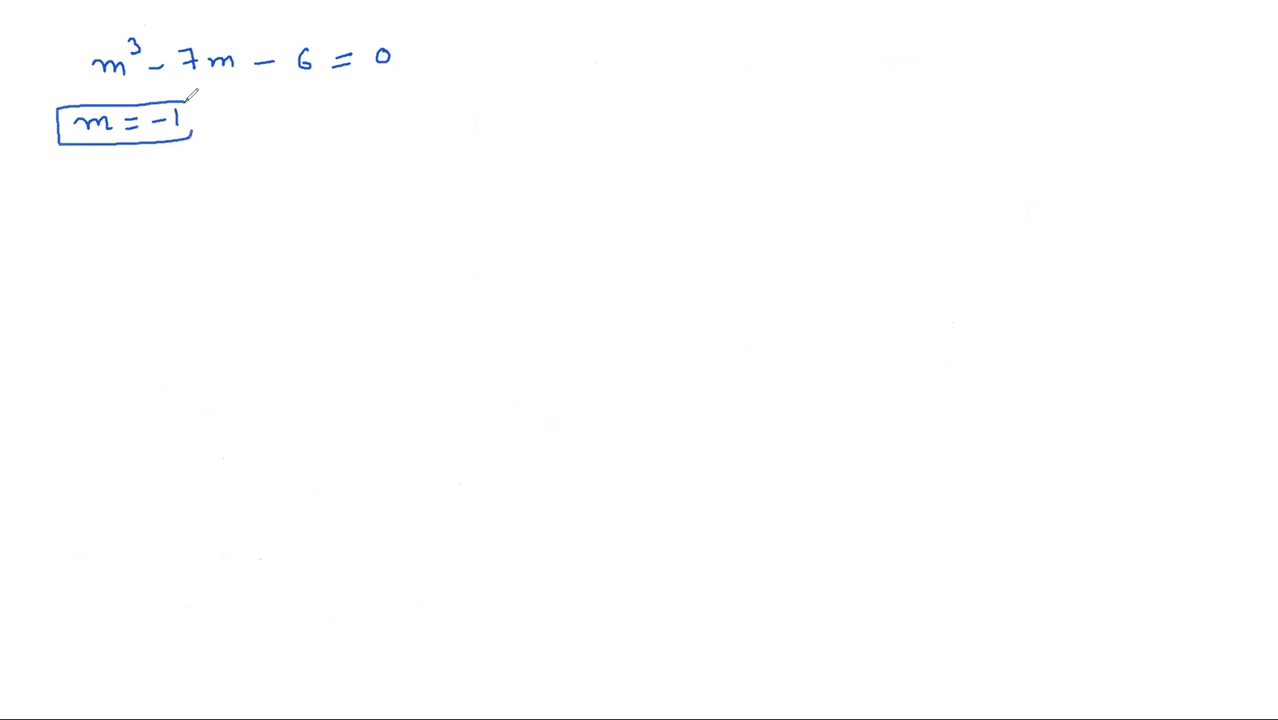 m³ - 7m - 6 = 0
m = -1